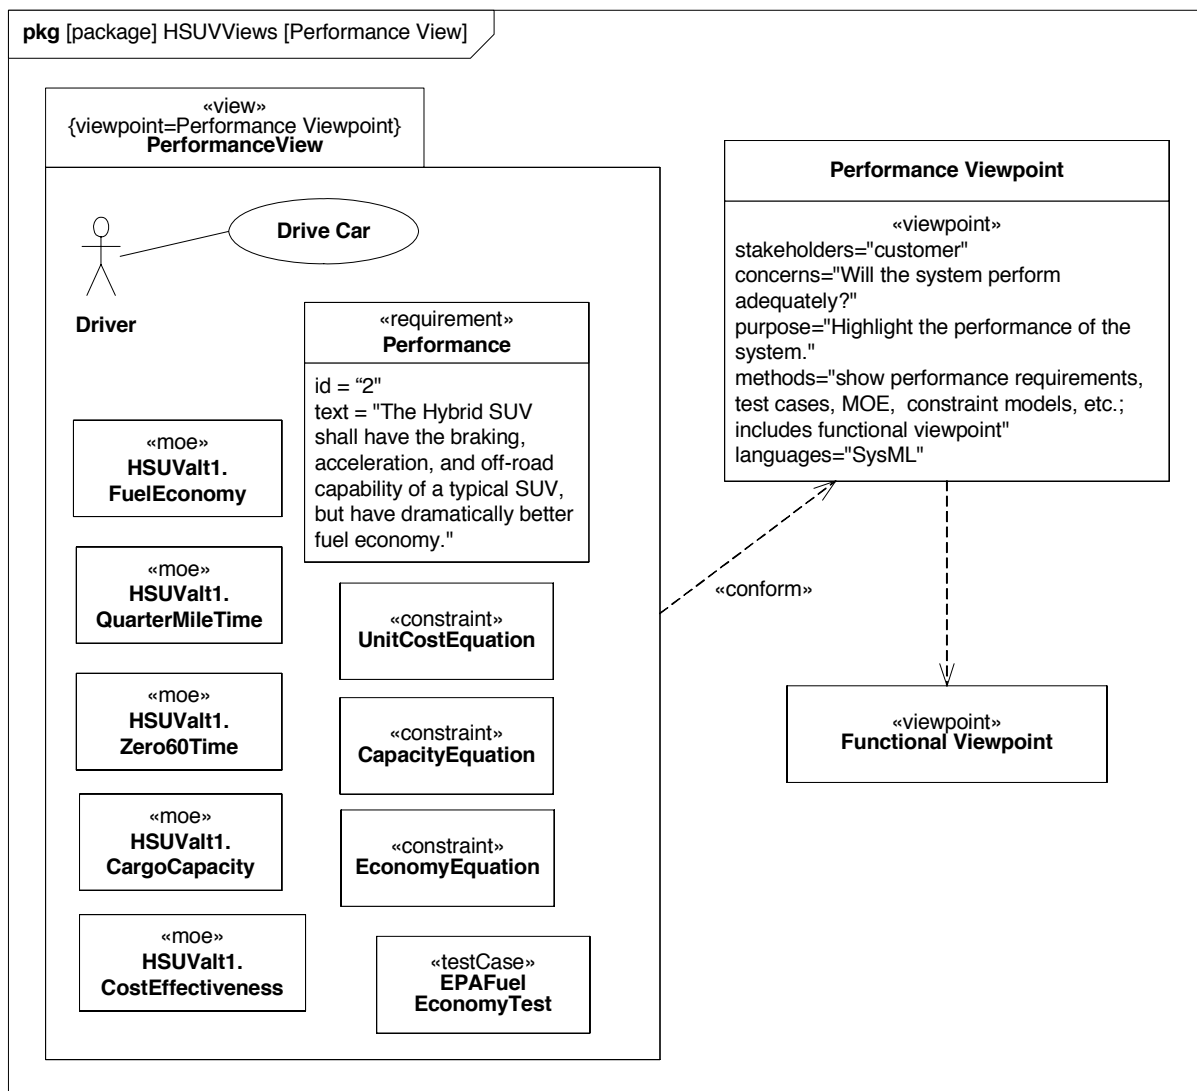 pkg [package] HSUVViews [Performance View]
«view»
{viewpoint=Performance Viewpoint}
PerformanceView
Drive Car
Driver
«requirement»
Performance
id = “2"
text = "The Hybrid SUV
shall have the braking,
acceleration, and off-road
capability of a typical SUV,
but have dramatically better
fuel economy."
«moe»
HSUValt1.
FuelEconomy
«moe»
HSUValt1.
QuarterMileTime
«moe»
HSUValt1.
Zero60Time
«moe»
HSUValt1.
CargoCapacity
«moe»
HSUValt1.
CostEffectiveness
«constraint»
UnitCostEquation
«constraint»
CapacityEquation
«constraint»
EconomyEquation
«testCase»
EPAFuel
EconomyTest
Performance Viewpoint
«viewpoint»
stakeholders="customer"
concerns="Will the system perform
adequately?"
purpose="Highlight the performance of the
system."
methods="show performance requirements,
test cases, MOE,  constraint models, etc.;
includes functional viewpoint"
languages="SysML"
«conform»
«viewpoint»
Functional Viewpoint